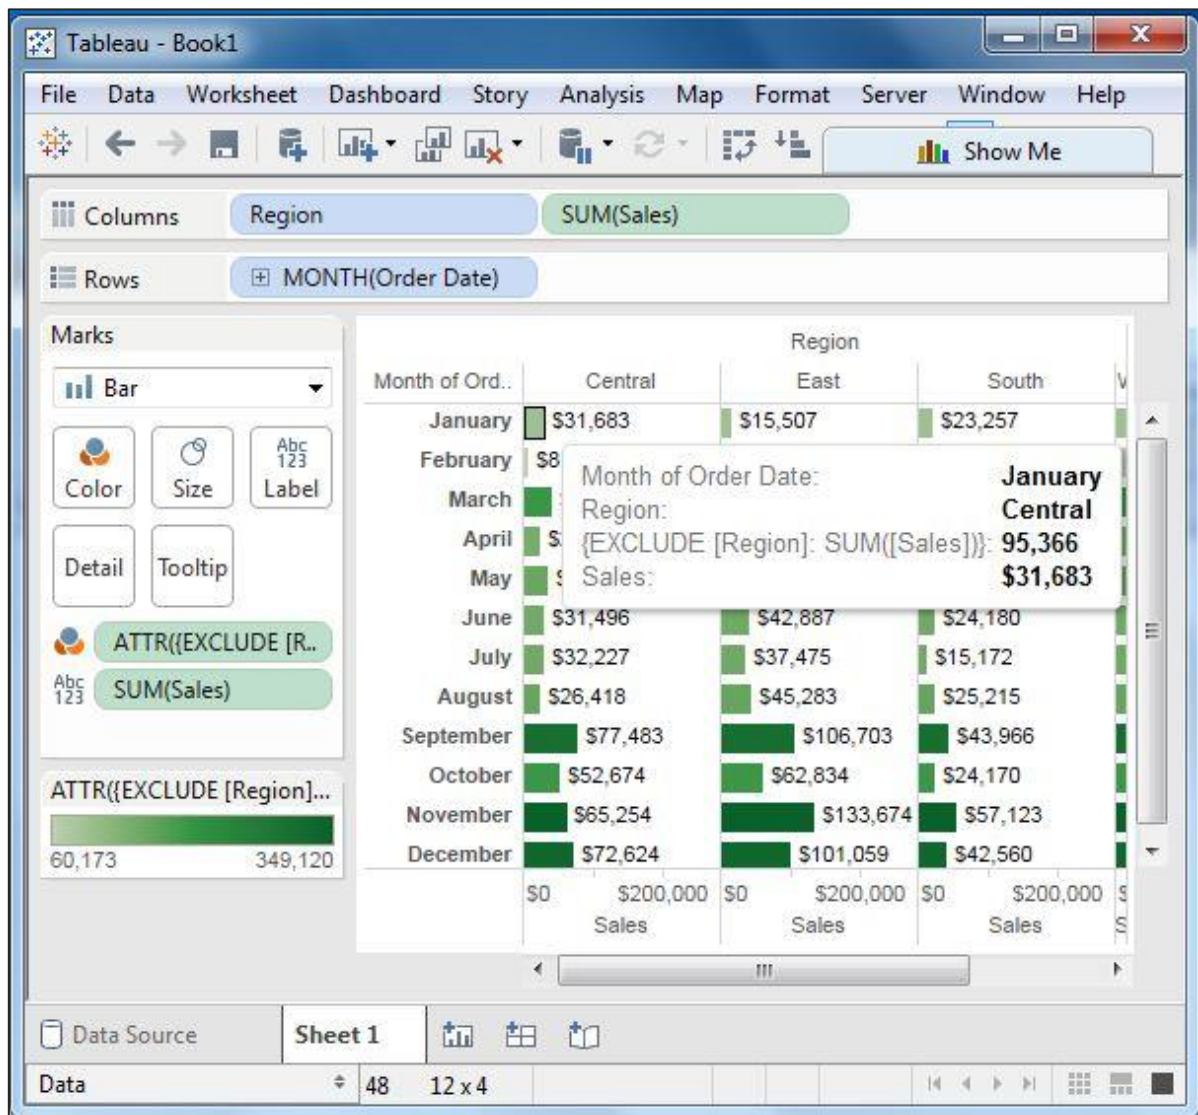 Tableau - Book1
File Data Worksheet Dashboard Story Analysis Map Format Server Window Help
Show Me
Columns Region SUM(Sales)
Rows MONTH(Order Date)
Marks
Bar
Color Size Abc 123 Label
Detail Tooltip
ATTR({EXCLUDE [R..
Abc 123 SUM(Sales)
ATTR({EXCLUDE [Region]...
60,173 349,120
Region
Month of Ord.. Central East South
January $31,683 $15,507 $23,257
February $8
March
April
May
June $31,496 $42,887 $24,180
July $32,227 $37,475 $15,172
August $26,418 $45,283 $25,215
September $77,483 $106,703 $43,966
October $52,674 $62,834 $24,170
November $65,254 $133,674 $57,123
December $72,624 $101,059 $42,560
$0 $200,000 $0 $200,000 $0 $200,000
Sales Sales Sales
Month of Order Date: January
Region: Central
{EXCLUDE [Region]: SUM([Sales])}: 95,366
Sales: $31,683
Data Source Sheet 1
Data 48 12 x 4